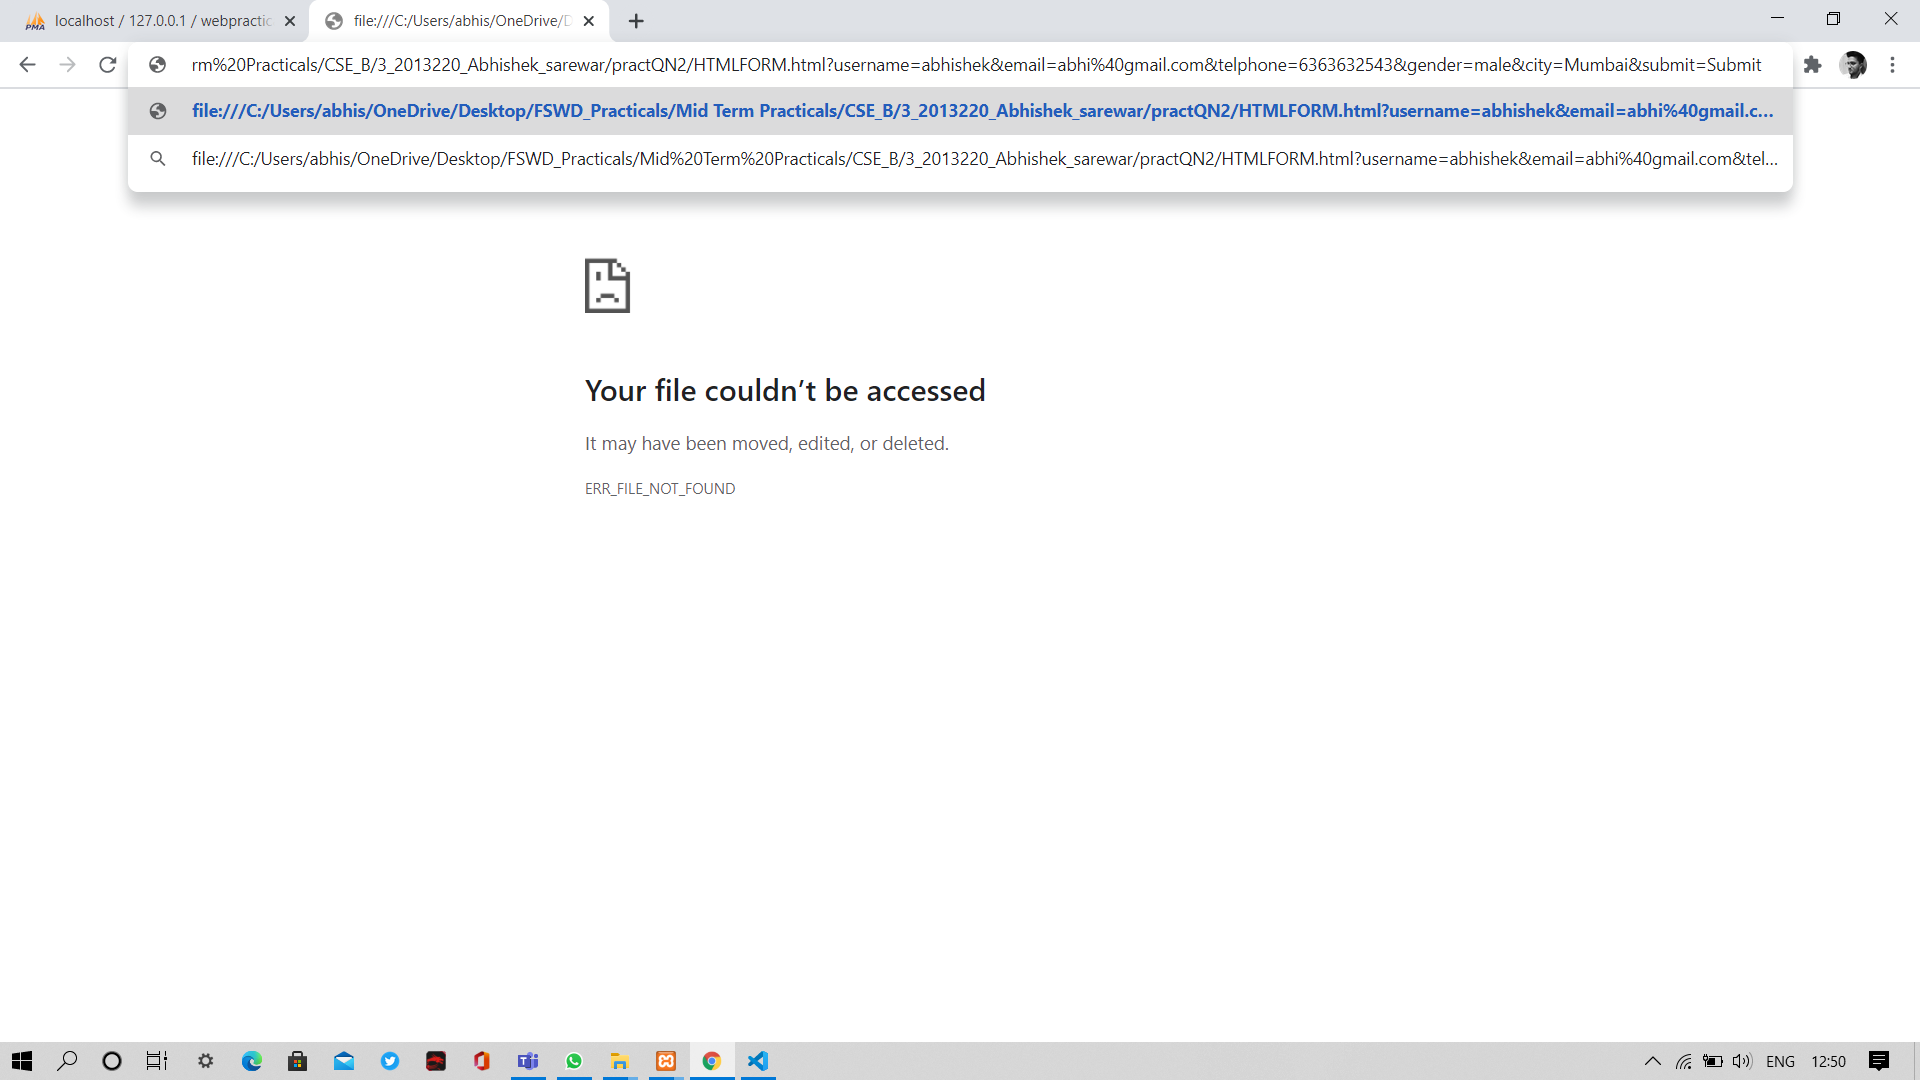 PMA
localhost / 127.0.0.1 / webpractic
file:///C:/Users/abhis/OneDrive/D
rm%20Practicals/CSE_B/3_2013220_Abhishek_sarewar/practQN2/HTMLFORM.html?username=abhishek&email=abhi%40gmail.com&telphone=6363632543&gender=male&city=Mumbai&submit=Submit
file:///C:/Users/abhis/OneDrive/Desktop/FSWD_Practicals/Mid Term Practicals/CSE_B/3_2013220_Abhishek_sarewar/practQN2/HTMLFORM.html?username=abhishek&email=abhi%40gmail.c...
file:///C:/Users/abhis/OneDrive/Desktop/FSWD_Practicals/Mid%20Term%20Practicals/CSE_B/3_2013220_Abhishek_sarewar/practQN2/HTMLFORM.html?username=abhishek&email=abhi%40gmail.com&tel...
Your file couldn’t be accessed
It may have been moved, edited, or deleted.
ERR_FILE_NOT_FOUND
ENG
12:50